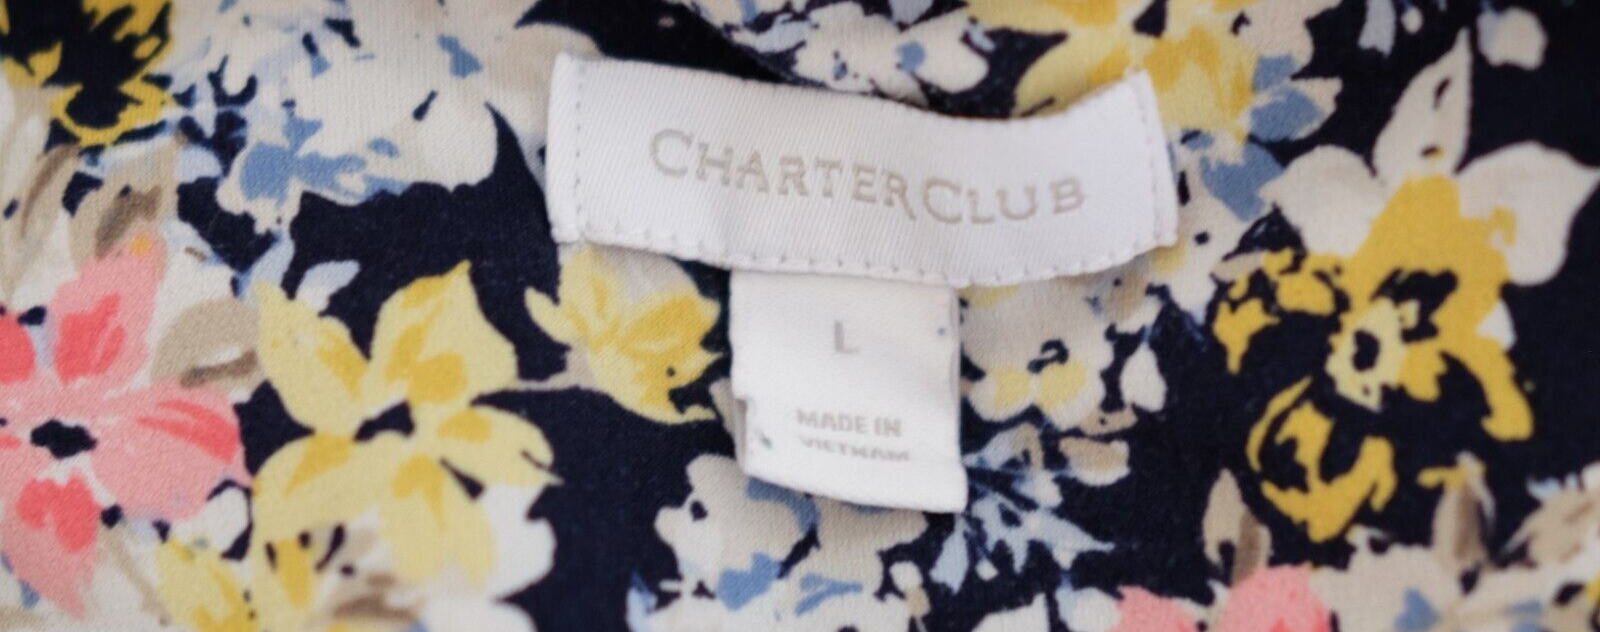 CHARTER CLUB
L
MADE IN
VIETNAM